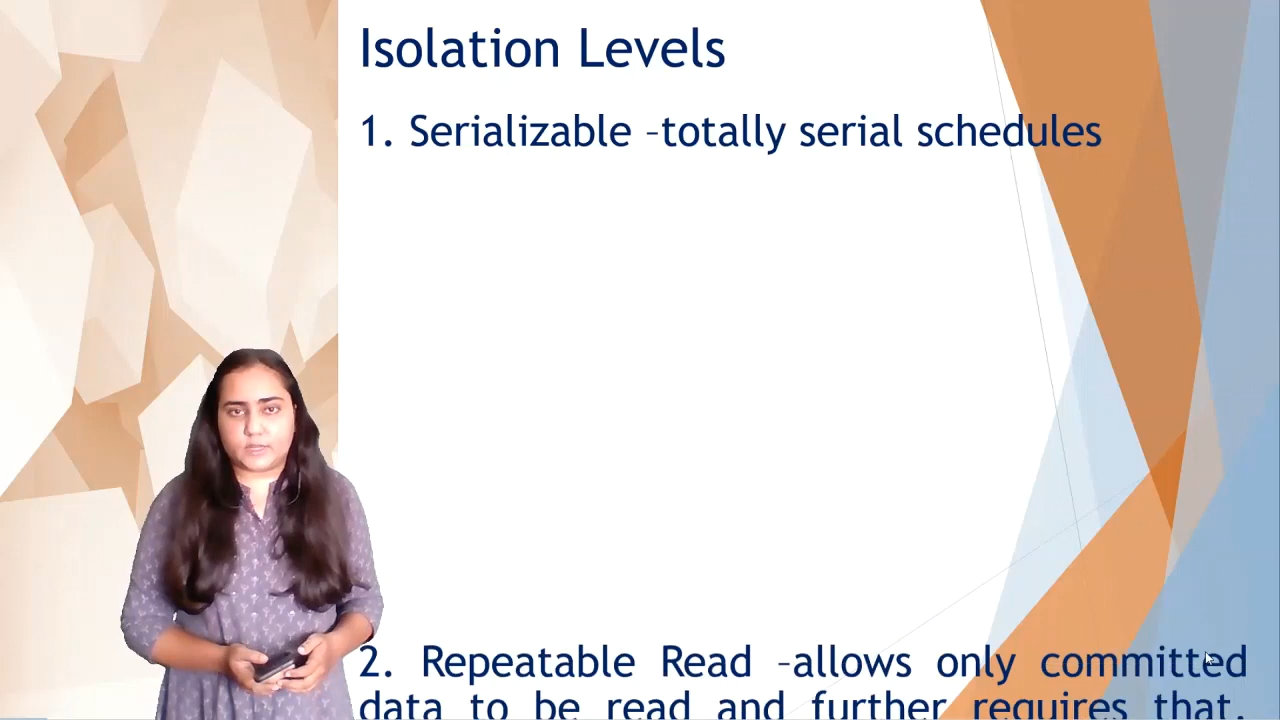 Isolation Levels
1. Serializable –totally serial schedules
2. Repeatable Read –allows only committed
data to be read and further requires that,